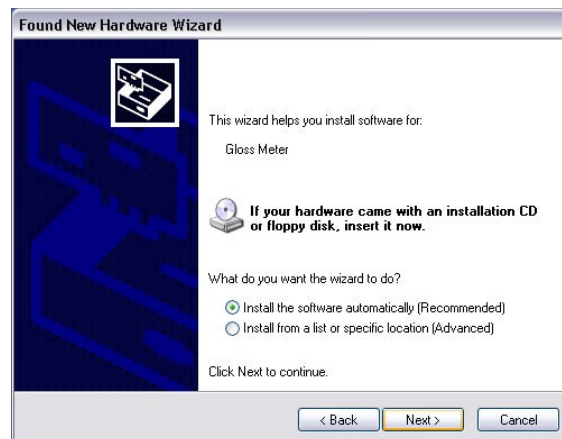 Found New Hardware Wizard
This wizard helps you install software for:
Gloss Meter
If your hardware came with an installation CD
or floppy disk, insert it now.
What do you want the wizard to do?
Install the software automatically (Recommended)
Install from a list or specific location (Advanced)
Click Next to continue.
< Back Next > Cancel